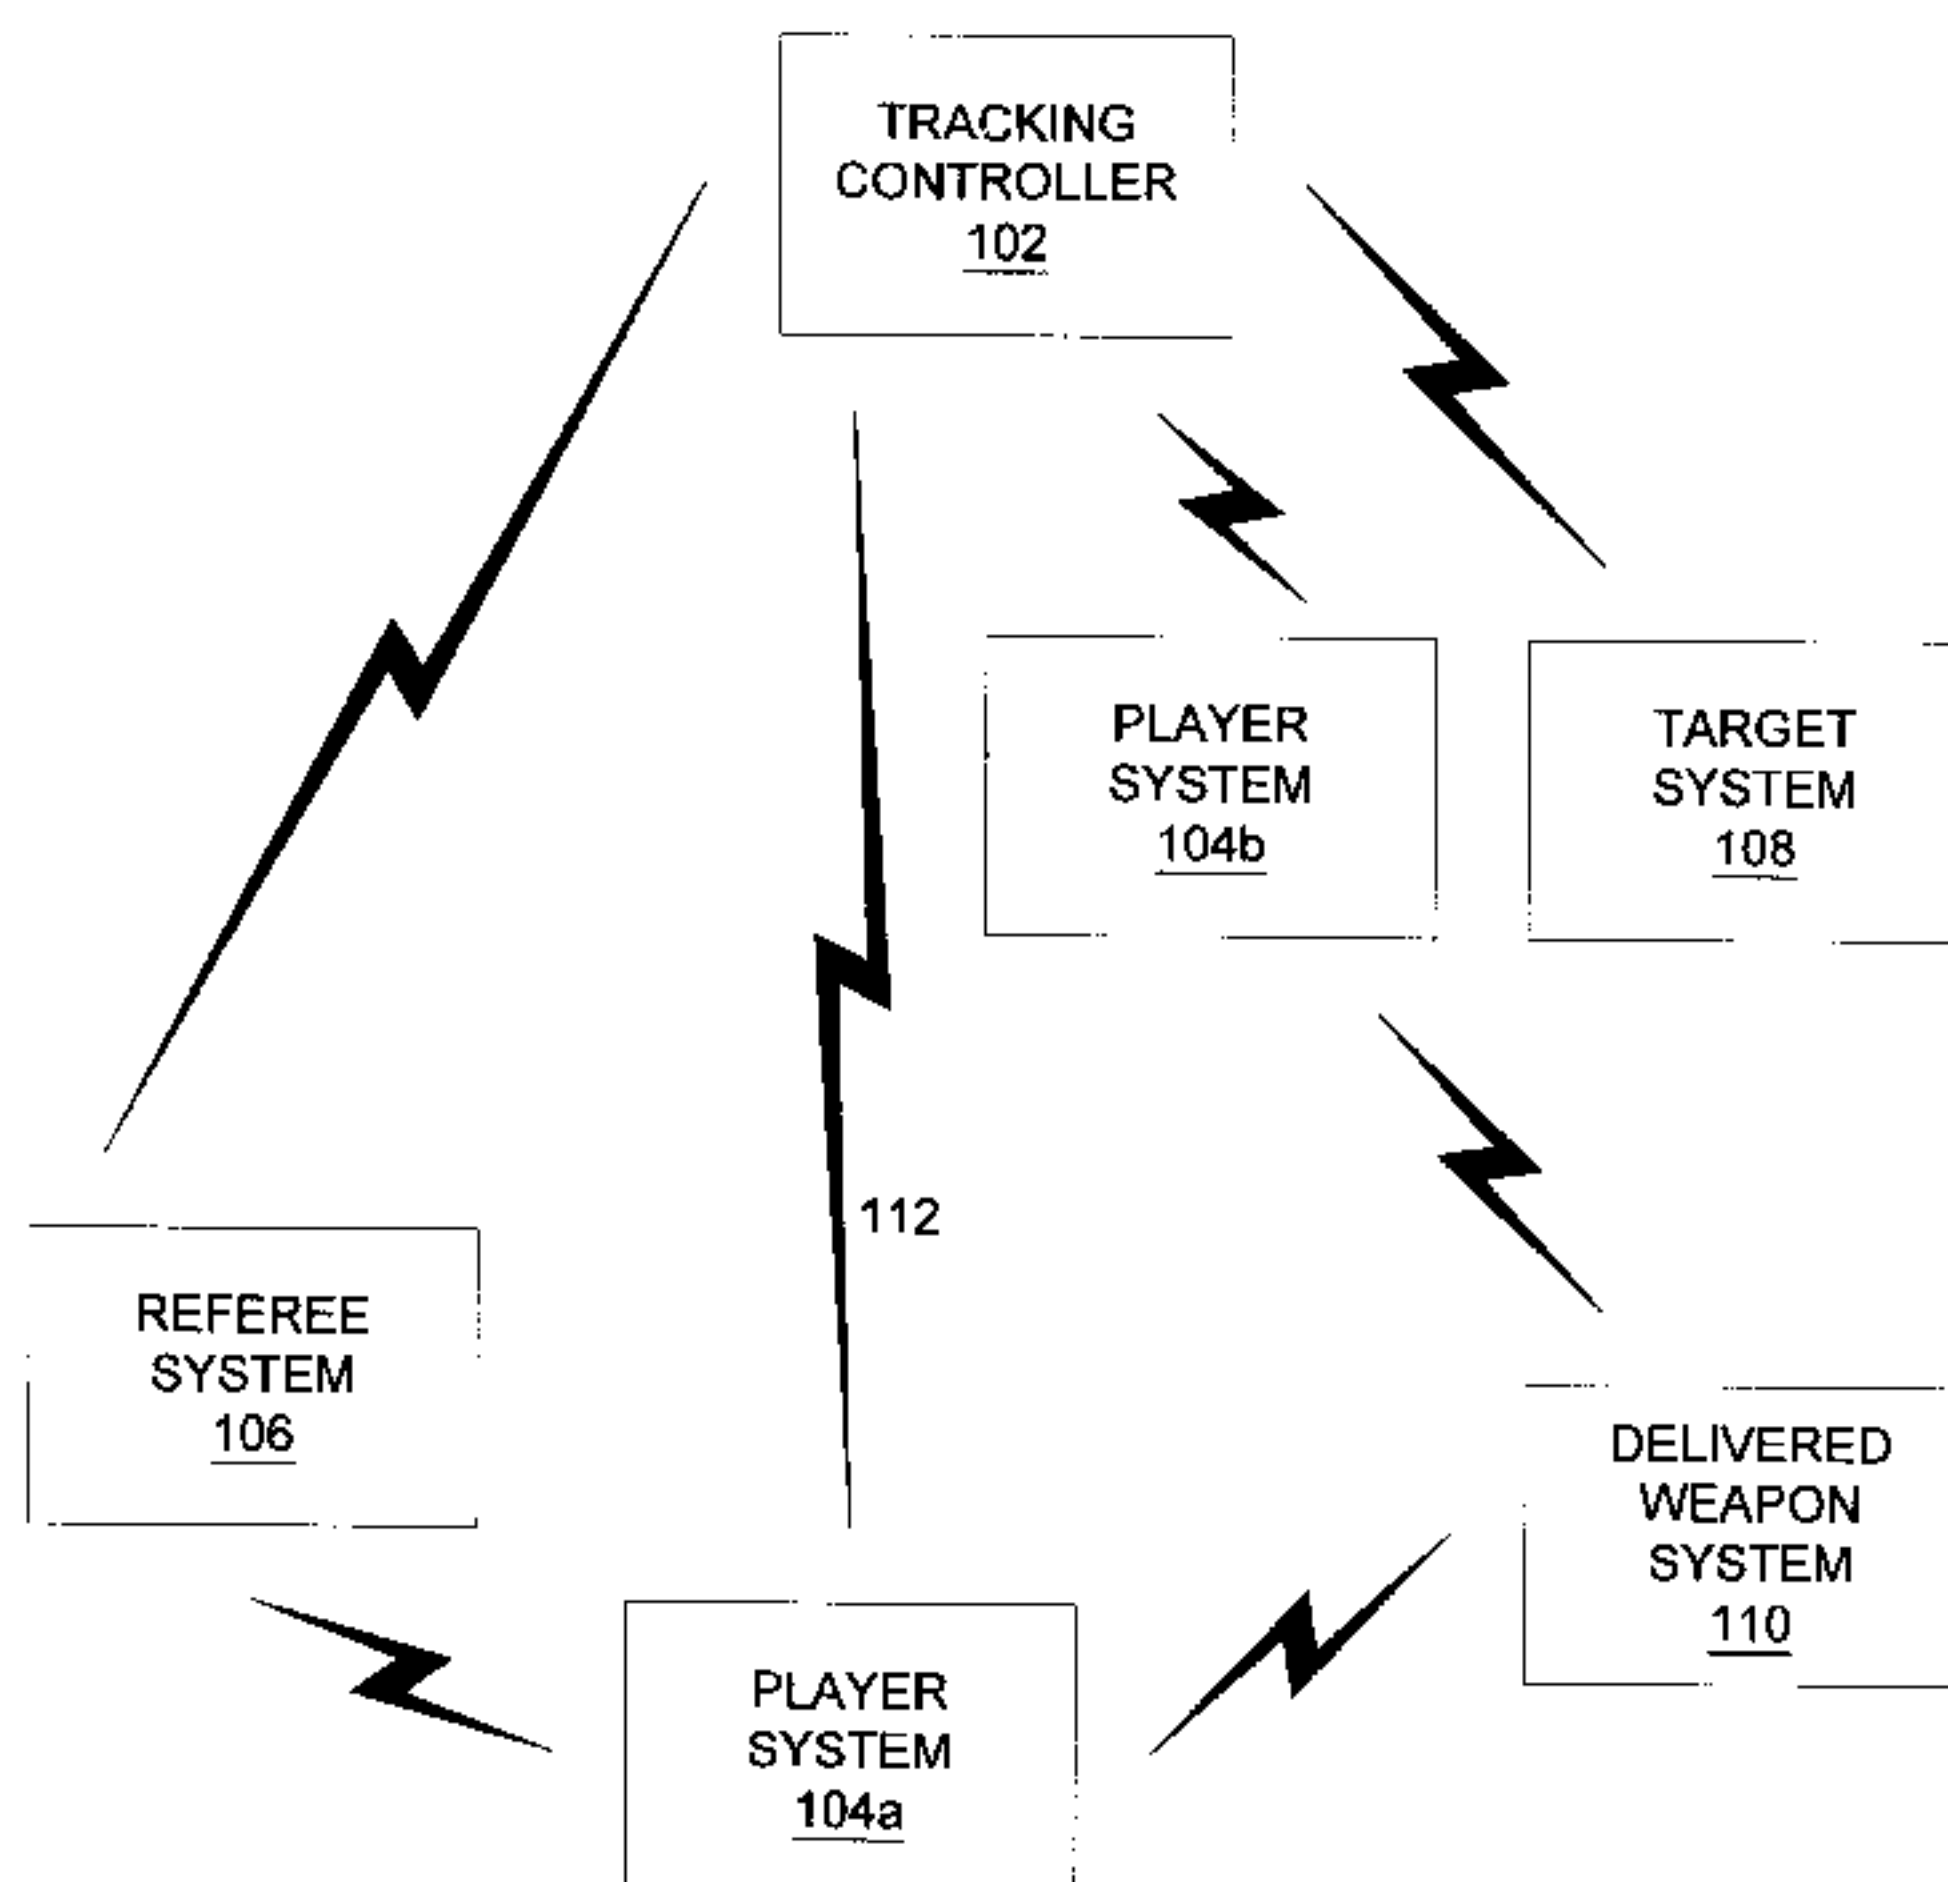 TRACKING
CONTROLLER
102
PLAYER
SYSTEM
104b
TARGET
SYSTEM
108
112
REFEREE
SYSTEM
106
DELIVERED
WEAPON
SYSTEM
110
PLAYER
SYSTEM
104a